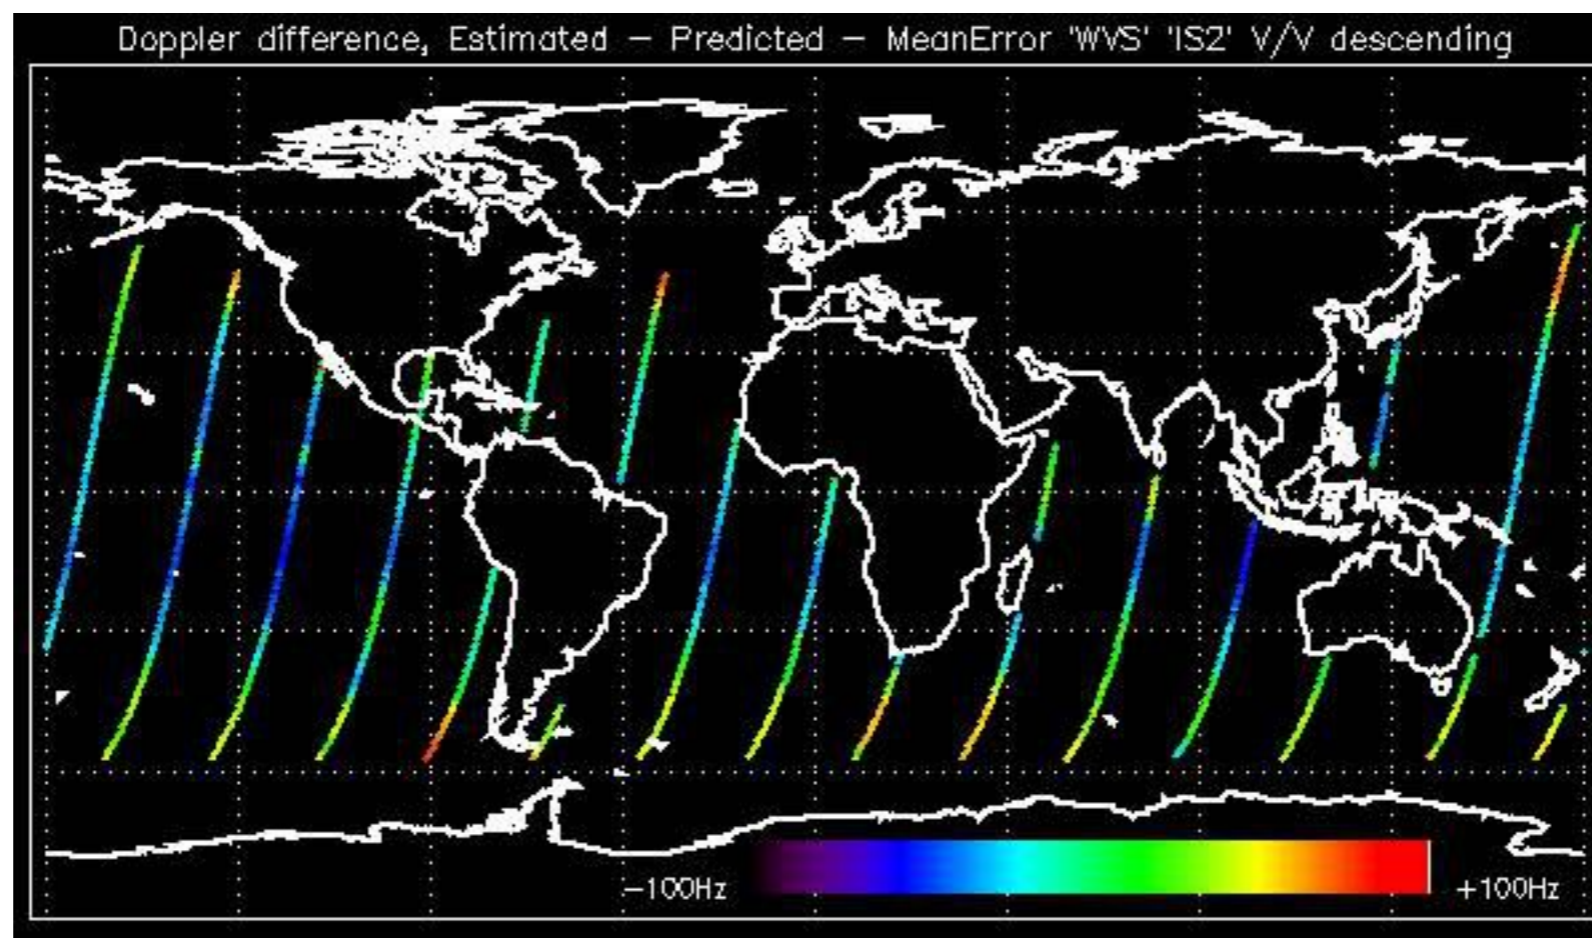 Doppler difference, Estimated — Predicted — MeanError 'WVS' 'IS2' V/V descending
−100Hz
+100Hz